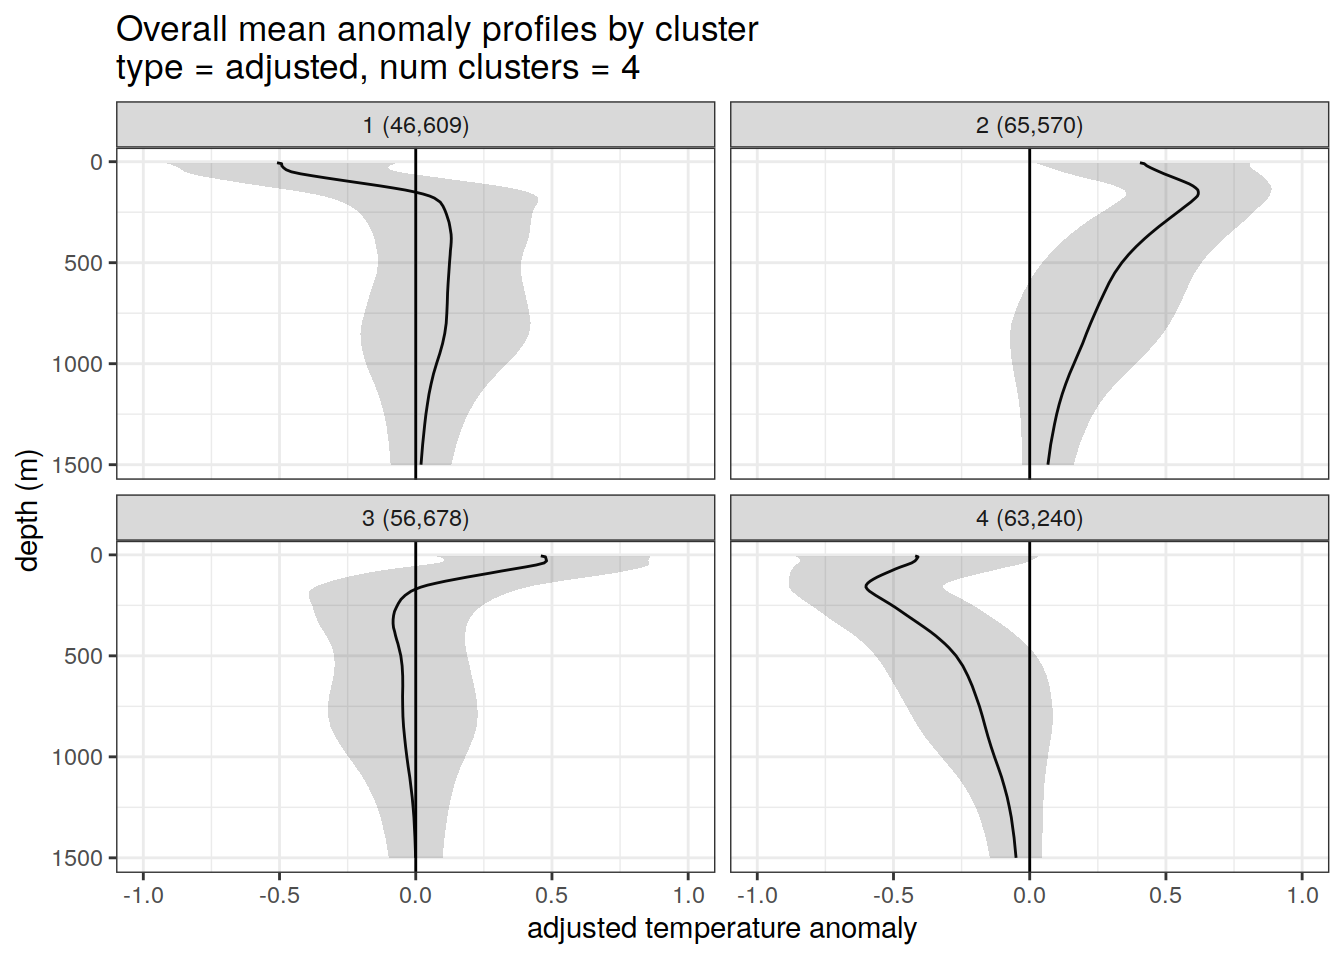 Overall mean anomaly profiles by cluster
type = adjusted, num clusters = 4
1 (46,609)
2 (65,570)
0
500
1000
1500
3 (56,678)
4 (63,240)
0
500
1000
1500
depth (m)
-1.0 -0.5 0.0 0.5 1.0 -1.0 -0.5 0.0 0.5 1.0
adjusted temperature anomaly